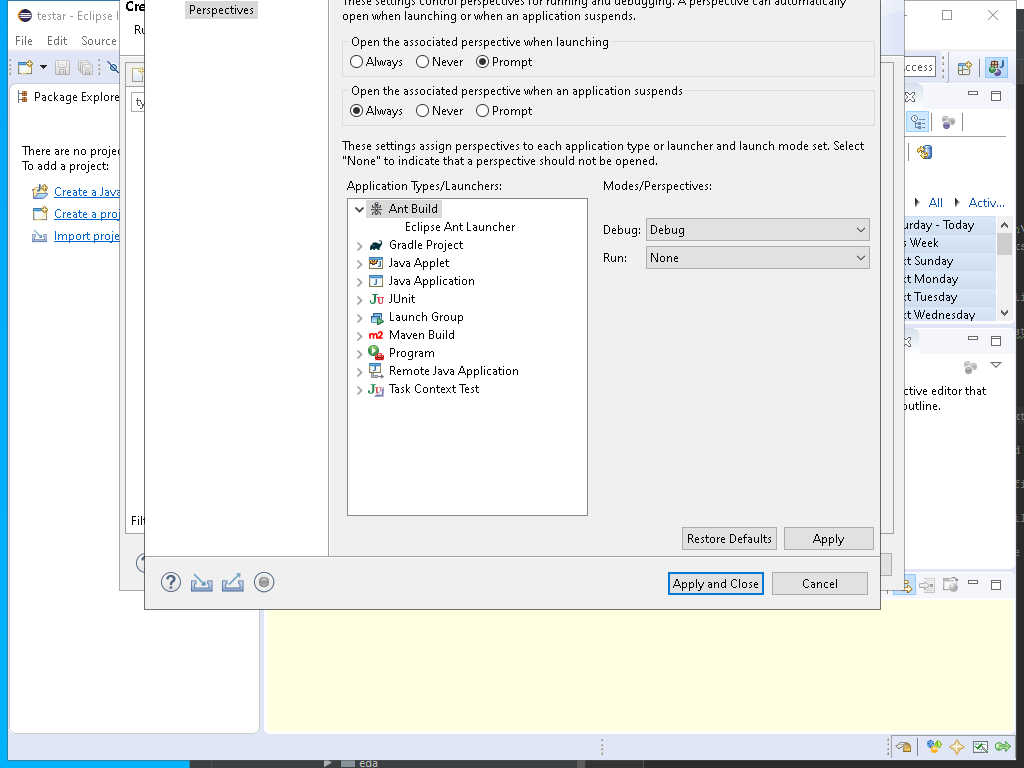 testar - Eclipse
Cre
Perspectives
These settings control perspectives for running and debugging. A perspective can automatically
open when launching or when an application suspends.
File Edit Source
Ru
Open the associated perspective when launching
Always Never Prompt
Open the associated perspective when an application suspends
Always Never Prompt
These settings assign perspectives to each application type or launcher and launch mode set. Select
"None" to indicate that a perspective should not be opened.
Application Types/Launchers:
Modes/Perspectives:
Ant Build
Eclipse Ant Launcher
Gradle Project
Java Applet
Java Application
JUnit
Launch Group
Maven Build
Program
Remote Java Application
Task Context Test
Debug: Debug
Run: None
Restore Defaults Apply
Apply and Close Cancel
Package Explore
ty
There are no projec
To add a project:
Create a Java
Create a proj
Import proje
Filt
ccess
All Activ...
urday - Today
s Week
xt Sunday
xt Monday
xt Tuesday
xt Wednesday
ctive editor that
outline.
eda